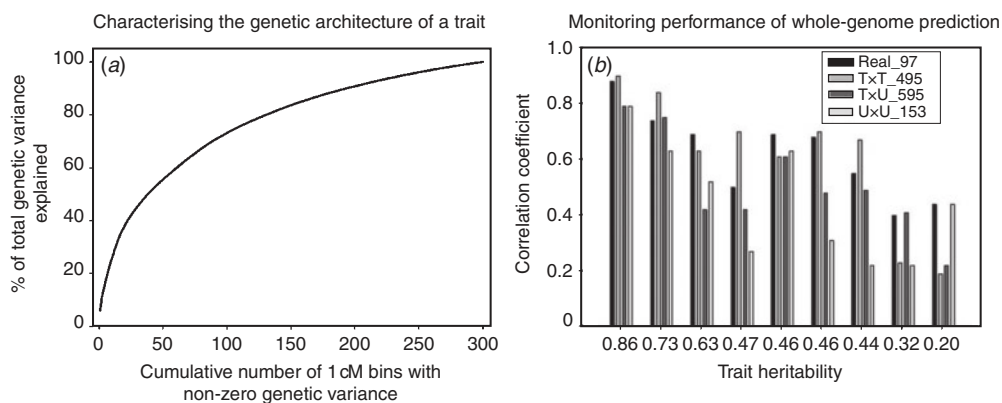 Characterising the genetic architecture of a trait
(a)
% of total genetic variance
explained
100
80
60
40
20
0
0 50 100 150 200 250 300
Cumulative number of 1 cM bins with
non-zero genetic variance
Monitoring performance of whole-genome prediction
(b)
Real_97
T×T_495
T×U_595
U×U_153
Correlation coefficient
1.0
0.8
0.6
0.4
0.2
0
0.86 0.73 0.63 0.47 0.46 0.46 0.44 0.32 0.20
Trait heritability